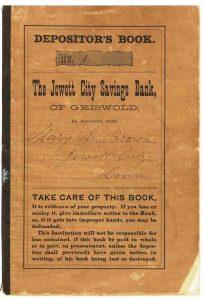 DEPOSITOR'S BOOK.
No. 1
The Jewett City Savings Bank,
OF GRISWOLD,
In Account with
Mary B. Brown
Jewett City
Conn
TAKE CARE OF THIS BOOK,
It is evidence of your property. If you lose or
mislay it, give immediate notice to the Bank,
as, if it gets into improper hands, you may be
defrauded;
This Institution will not be responsible for
loss sustained, if this book be paid in whole
or in part, on presentment, unless the depos-
itor shall previously have given notice, in
writing, of his book being lost or destroyed.